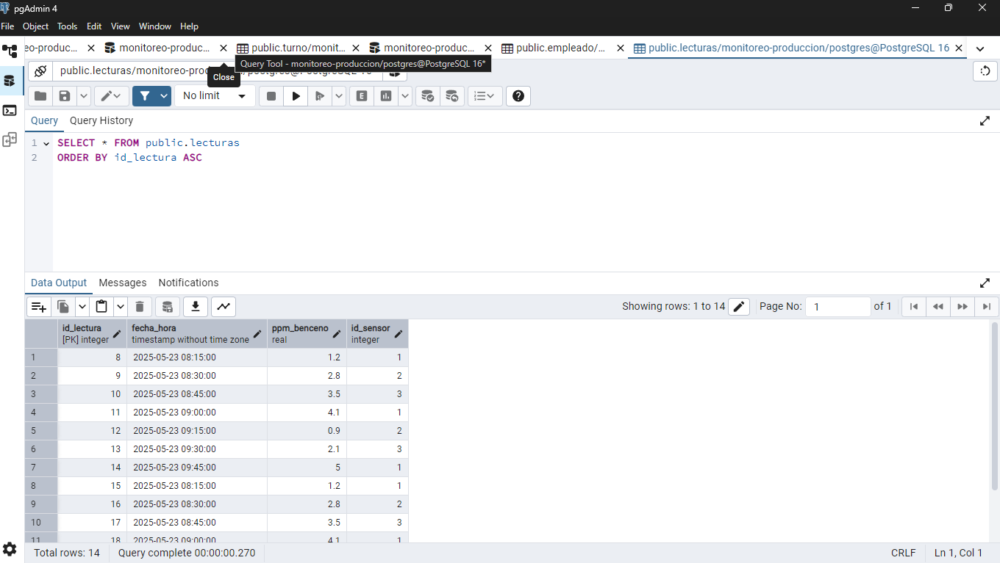 pgAdmin 4
File Object Tools Edit View Window Help
eo-produc... monitoreo-produc... public.turno/monit... monitoreo-produc... public.empleado/... public.lecturas/monitoreo-produccion/postgres@PostgreSQL 16
Query Tool - monitoreo-produccion/postgres@PostgreSQL 16*
Close
public.lecturas/monitoreo-prod
No limit
E
Query Query History
1 SELECT * FROM public.lecturas
2 ORDER BY id_lectura ASC
Data Output Messages Notifications
Showing rows: 1 to 14 Page No: 1 of 1
id_lectura fecha_hora ppm_benceno id_sensor
[PK] integer timestamp without time zone real integer
1 8 2025-05-23 08:15:00 1.2 1
2 9 2025-05-23 08:30:00 2.8 2
3 10 2025-05-23 08:45:00 3.5 3
4 11 2025-05-23 09:00:00 4.1 1
5 12 2025-05-23 09:15:00 0.9 2
6 13 2025-05-23 09:30:00 2.1 3
7 14 2025-05-23 09:45:00 5 1
8 15 2025-05-23 08:15:00 1.2 1
9 16 2025-05-23 08:30:00 2.8 2
10 17 2025-05-23 08:45:00 3.5 3
11 18 2025-05-23 09:00:00 4.1 1
Total rows: 14 Query complete 00:00:00.270 CRLF Ln 1, Col 1